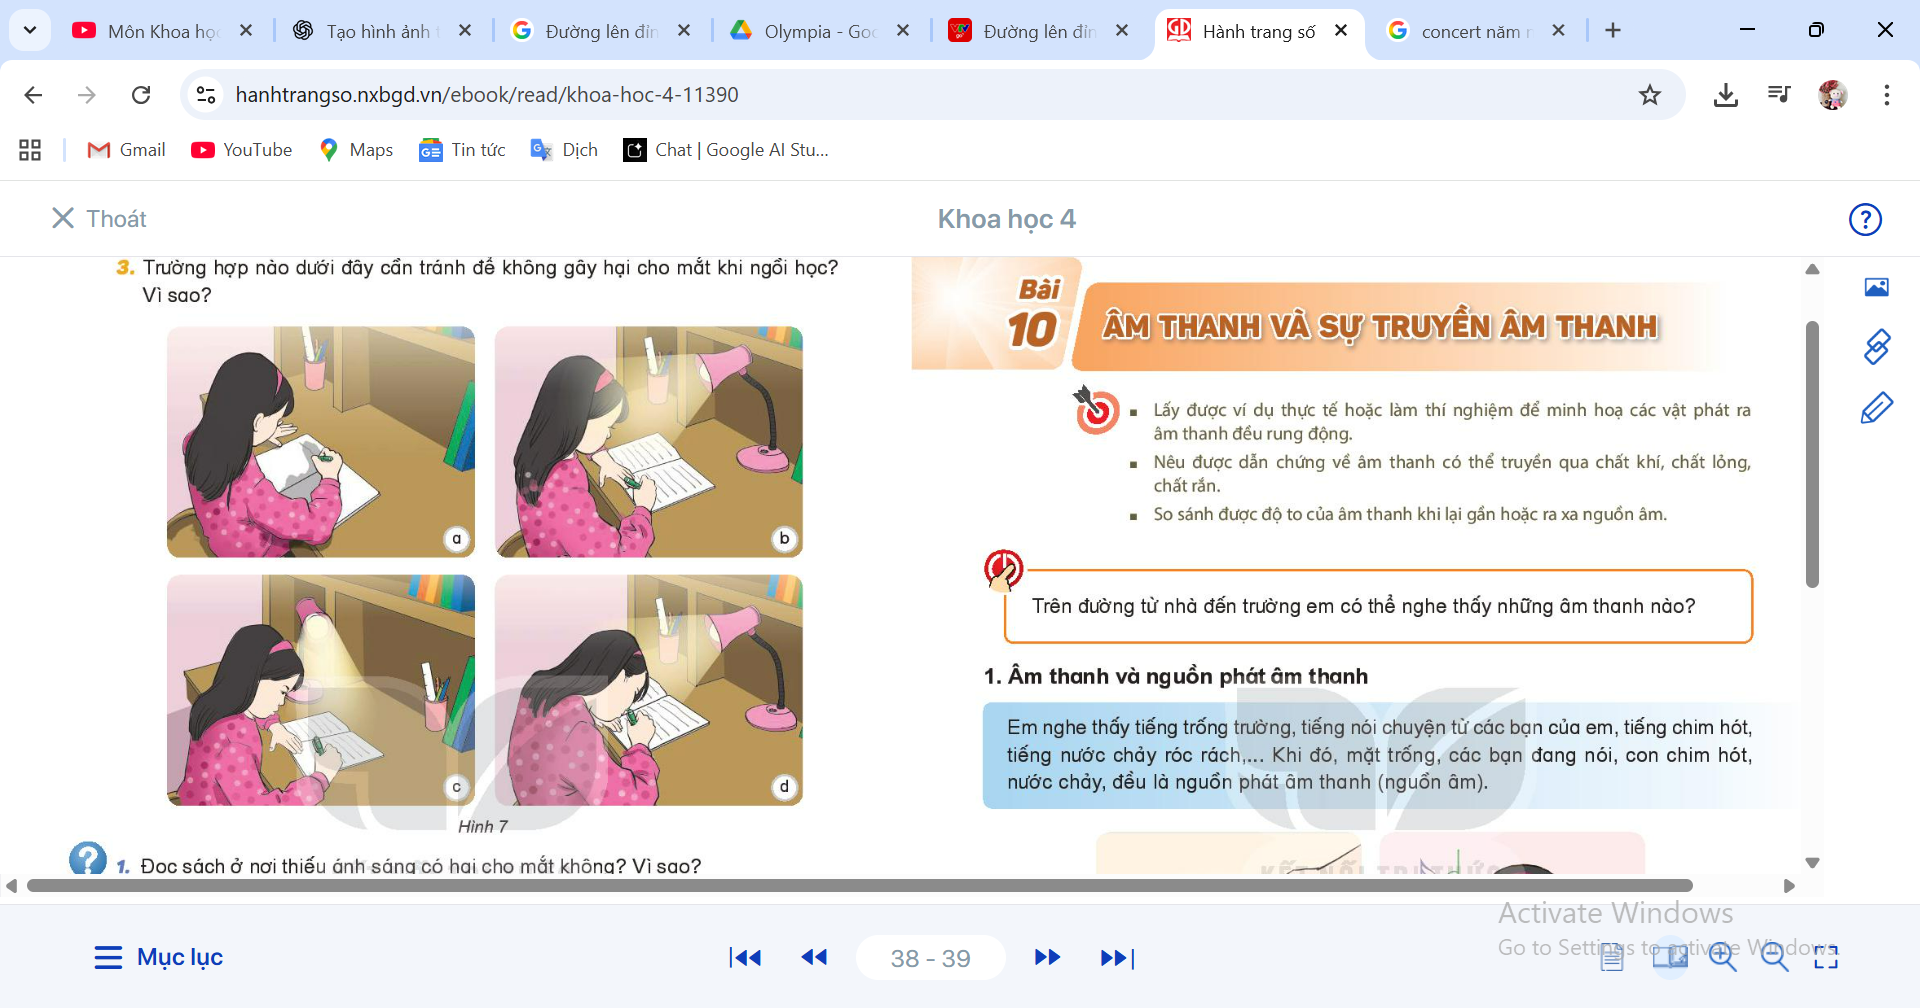 Môn Khoa học
Tạo hình ảnh
Đường lên đỉn
Olympia - Goo
Đường lên đỉn
Hành trang số
concert năm
hanhtrangso.nxbgd.vn/ebook/read/khoa-hoc-4-11390
Gmail
YouTube
Maps
Tin tức
Dịch
Chat | Google AI Stu...
Thoát
Khoa học 4
3. Trường hợp nào dưới đây cần tránh để không gây hại cho mắt khi ngồi học?
Vì sao?
a
b
c
d
Hình 7
1. Đọc sách ở nơi thiếu ánh sáng có hại cho mắt không? Vì sao?
Bài
10
ÂM THANH VÀ SỰ TRUYỀN ÂM THANH
▪ Lấy được ví dụ thực tế hoặc làm thí nghiệm để minh hoạ các vật phát ra
âm thanh đều rung động.
▪ Nêu được dẫn chứng về âm thanh có thể truyền qua chất khí, chất lỏng,
chất rắn.
▪ So sánh được độ to của âm thanh khi lại gần hoặc ra xa nguồn âm.
Trên đường từ nhà đến trường em có thể nghe thấy những âm thanh nào?
1. Âm thanh và nguồn phát âm thanh
Em nghe thấy tiếng trống trường, tiếng nói chuyện từ các bạn của em, tiếng chim hót,
tiếng nước chảy róc rách,... Khi đó, mặt trống, các bạn đang nói, con chim hót,
nước chảy, đều là nguồn phát âm thanh (nguồn âm).
KẾT NỐI TRI THỨC
Mục lục
38 - 39
Activate Windows
Go to Settings to activate Windows.